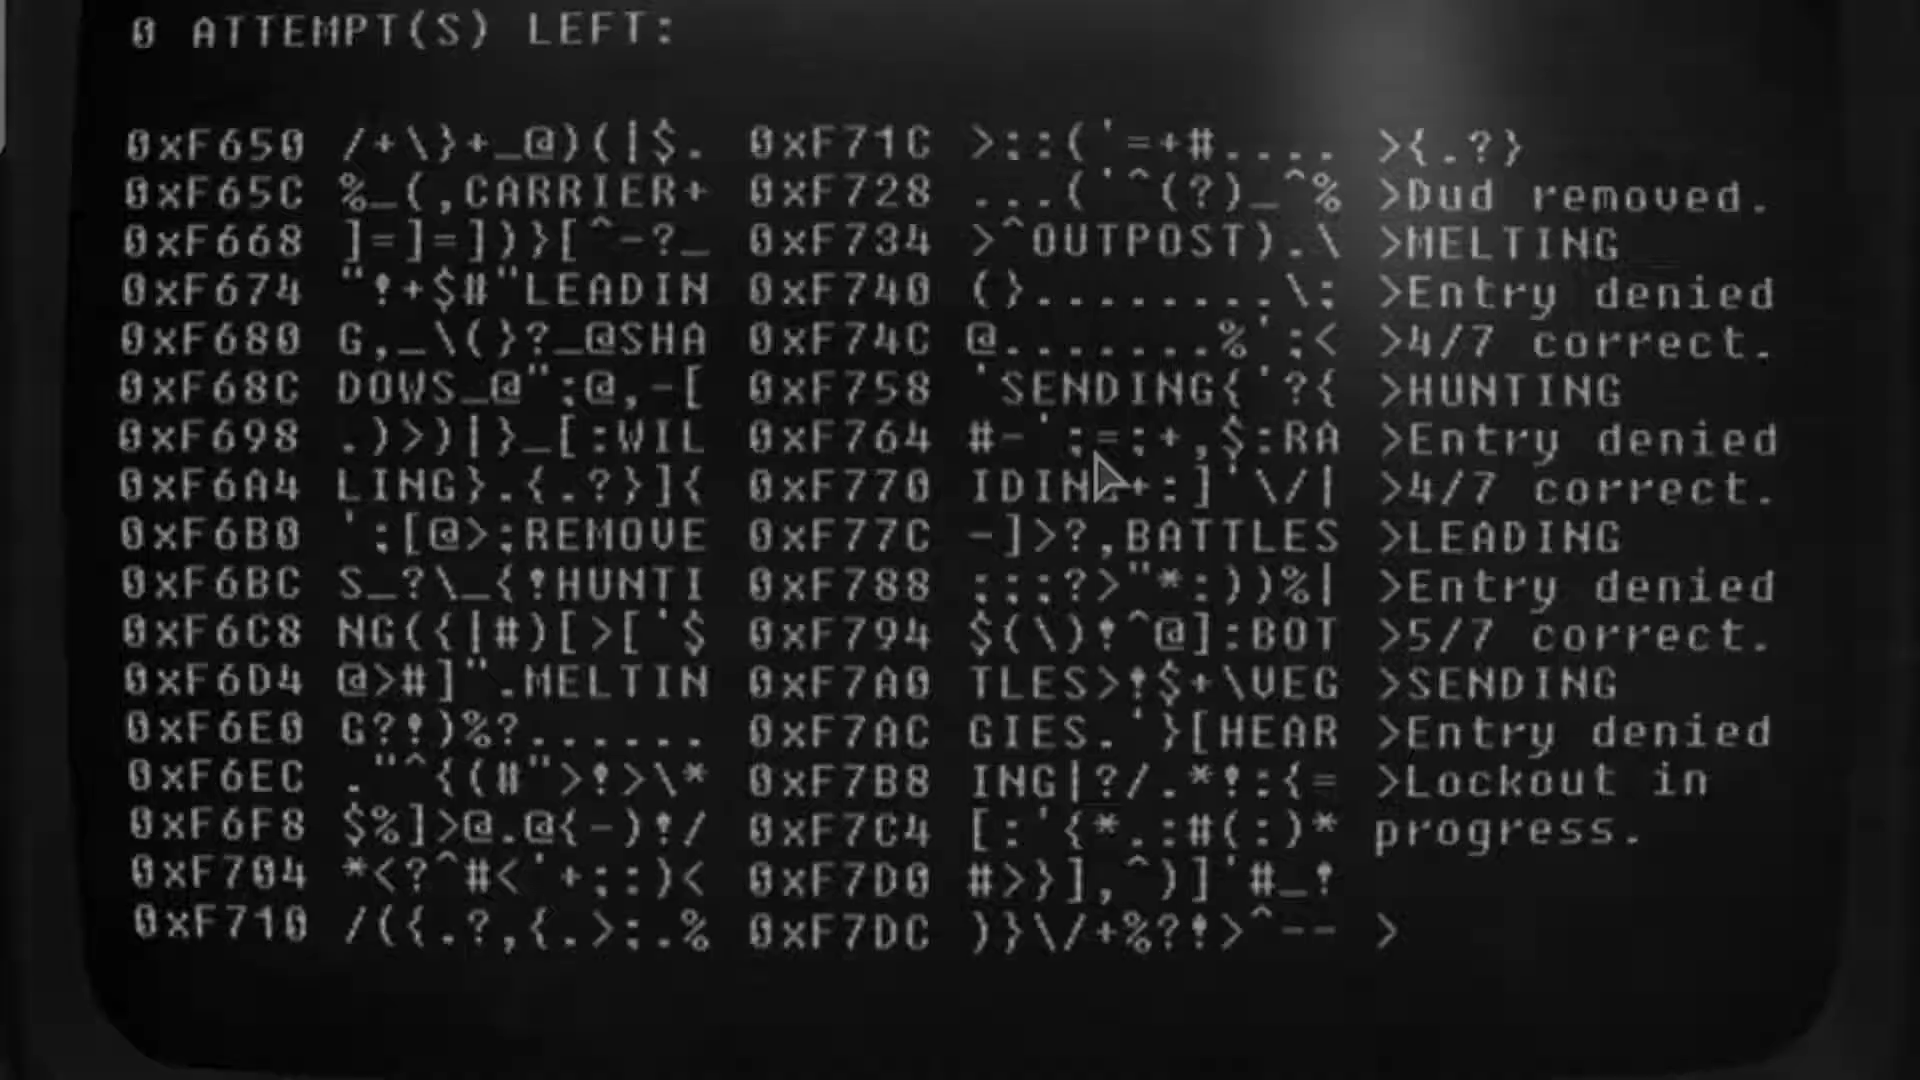 0 ATTEMPT(S) LEFT:
0xF650 /+\}+_@)(|$. 0xF71C >::('=+#.... >{.?}
0xF65C %_(,CARRIER+ 0xF728 ...('^(?)_^% >Dud removed.
0xF668 ]=]=])}[^-?_ 0xF734 >^OUTPOST).\ >MELTING
0xF674 "!+$#"LEADIN 0xF740 (}........\; >Entry denied
0xF680 G,_\(}?_@SHA 0xF74C @.......%';< >4/7 correct.
0xF68C DOWS_@";@,-[ 0xF758 'SENDING{'?{ >HUNTING
0xF698 .)>)|}_[:WIL 0xF764 #-';=;+,$:RA >Entry denied
0xF6A4 LING}.{.?}]{ 0xF770 IDING+:]'\/| >4/7 correct.
0xF6B0 ';[@>;REMOVE 0xF77C -]>?,BATTLES >LEADING
0xF6BC S_?\_{!HUNTI 0xF788 ;;;?>"*:))%| >Entry denied
0xF6C8 NG({|#)[>['$ 0xF794 $(\)!^@]:BOT >5/7 correct.
0xF6D4 @>#]".MELTIN 0xF7A0 TLES>!$+\VEG >SENDING
0xF6E0 G?!)%?...... 0xF7AC GIES.'}[HEAR >Entry denied
0xF6EC ."^{(#">!>\* 0xF7B8 ING|?/.*!:{= >Lockout in
0xF6F8 $%]>@.@{-)!/ 0xF7C4 [:'{*.:#(:)* progress.
0xF704 *<?^#<'+;:)< 0xF7D0 #>}],^)]'#_!
0xF710 /({.?,{.>;.% 0xF7DC )}\/+%?!>^-- >